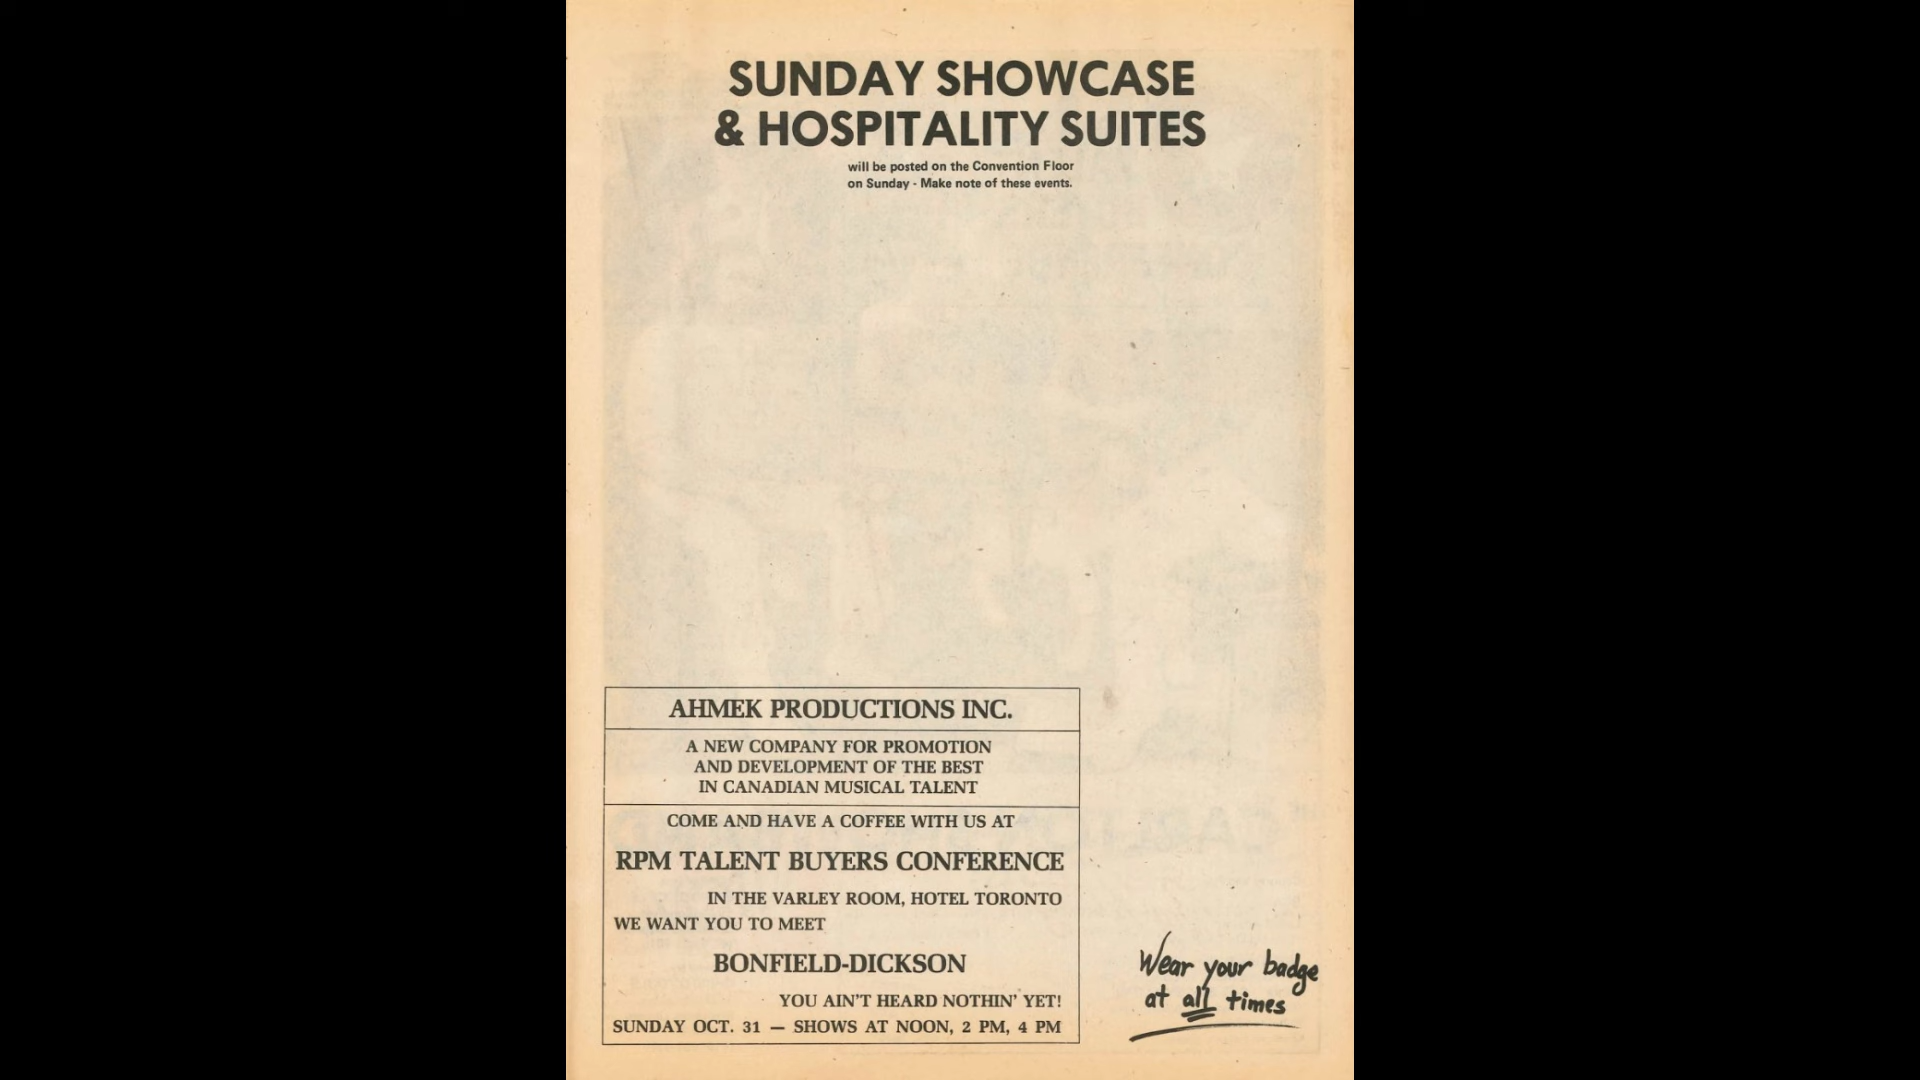 SUNDAY SHOWCASE
& HOSPITALITY SUITES
will be posted on the Convention Floor
on Sunday - Make note of these events.
AHMEK PRODUCTIONS INC.
A NEW COMPANY FOR PROMOTION
AND DEVELOPMENT OF THE BEST
IN CANADIAN MUSICAL TALENT
COME AND HAVE A COFFEE WITH US AT
RPM TALENT BUYERS CONFERENCE
IN THE VARLEY ROOM, HOTEL TORONTO
WE WANT YOU TO MEET
BONFIELD-DICKSON
YOU AIN'T HEARD NOTHIN' YET!
SUNDAY OCT. 31 — SHOWS AT NOON, 2 PM, 4 PM
Wear your badge
at all times